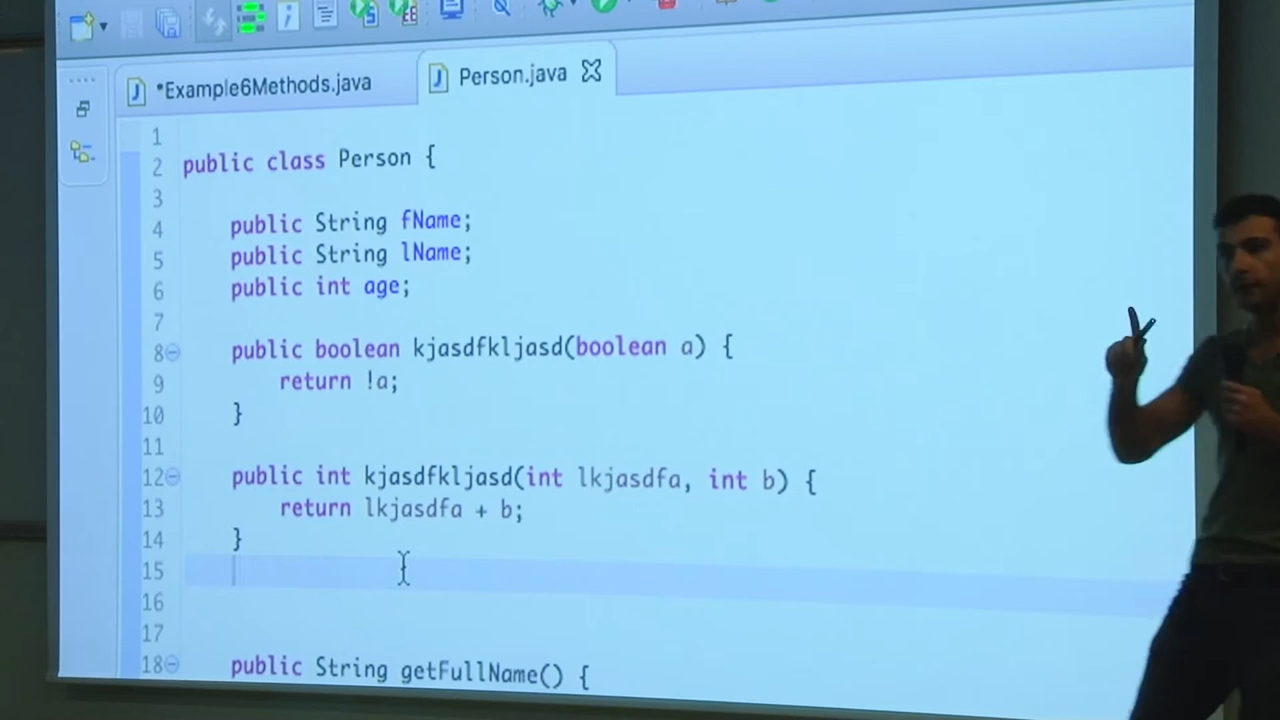 *Example6Methods.java
Person.java
1
2 public class Person {
3
4 public String fName;
5 public String lName;
6 public int age;
7
8 public boolean kjasdfkljasd(boolean a) {
9 return !a;
10 }
11
12 public int kjasdfkljasd(int lkjasdfa, int b) {
13 return lkjasdfa + b;
14 }
15
16
17
18 public String getFullName() {